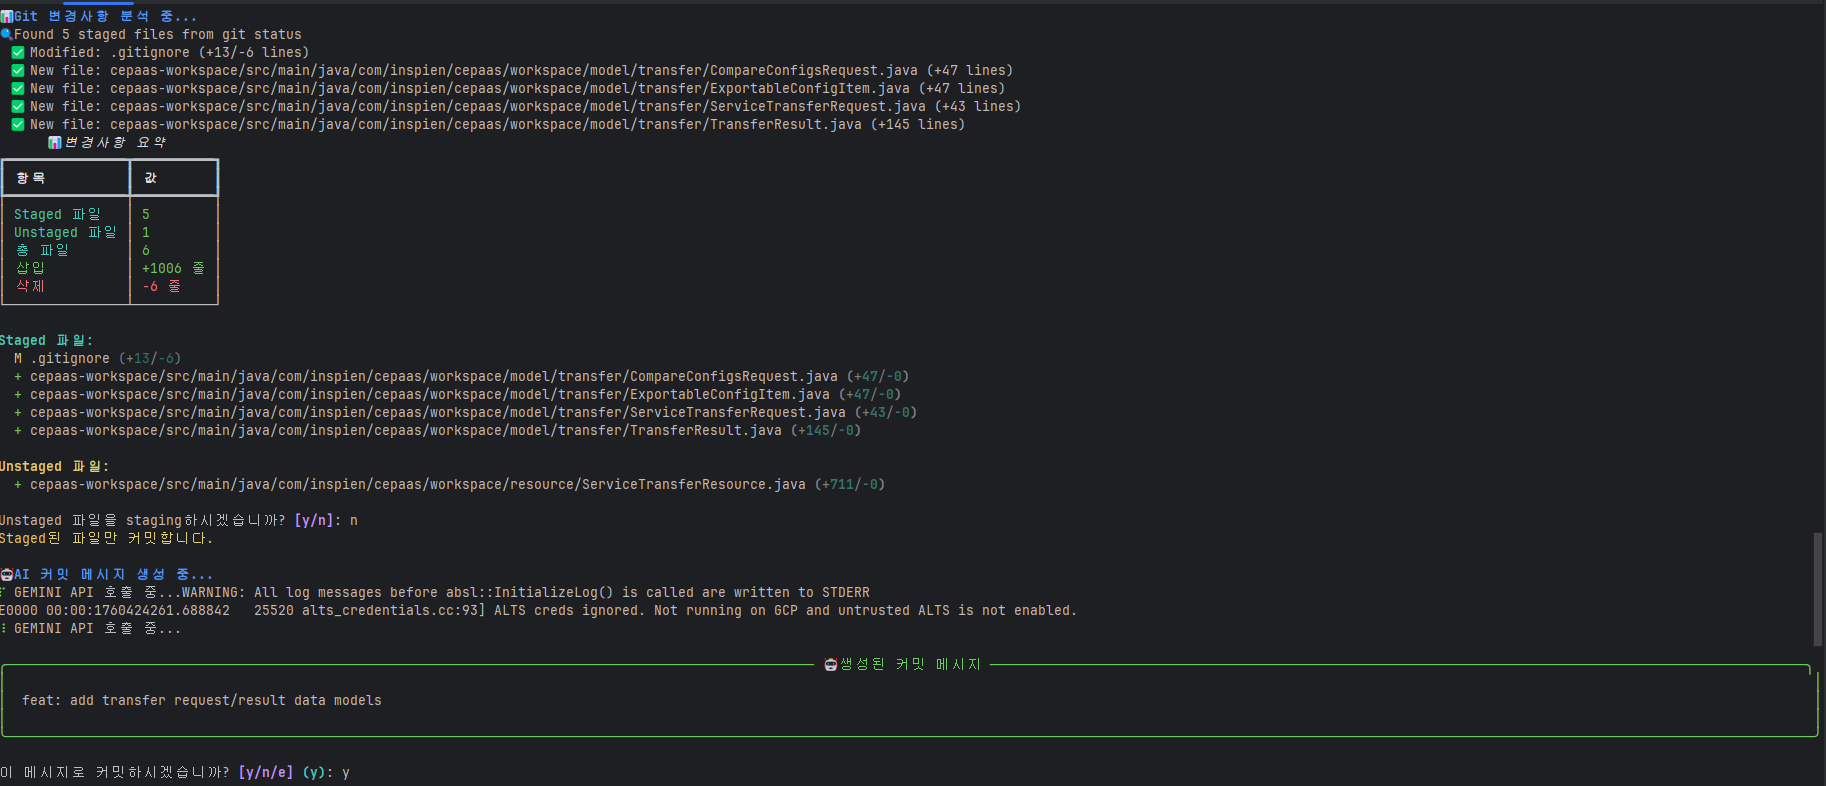 📊Git 변경사항 분석 중...
🔍Found 5 staged files from git status
✅ Modified: .gitignore (+13/-6 lines)
✅ New file: cepaas-workspace/src/main/java/com/inspien/cepaas/workspace/model/transfer/CompareConfigsRequest.java (+47 lines)
✅ New file: cepaas-workspace/src/main/java/com/inspien/cepaas/workspace/model/transfer/ExportableConfigItem.java (+47 lines)
✅ New file: cepaas-workspace/src/main/java/com/inspien/cepaas/workspace/model/transfer/ServiceTransferRequest.java (+43 lines)
✅ New file: cepaas-workspace/src/main/java/com/inspien/cepaas/workspace/model/transfer/TransferResult.java (+145 lines)
📊변경사항 요약
항목 값
Staged 파일 5
Unstaged 파일 1
총 파일 6
삽입 +1006 줄
삭제 -6 줄
Staged 파일:
M .gitignore (+13/-6)
+ cepaas-workspace/src/main/java/com/inspien/cepaas/workspace/model/transfer/CompareConfigsRequest.java (+47/-0)
+ cepaas-workspace/src/main/java/com/inspien/cepaas/workspace/model/transfer/ExportableConfigItem.java (+47/-0)
+ cepaas-workspace/src/main/java/com/inspien/cepaas/workspace/model/transfer/ServiceTransferRequest.java (+43/-0)
+ cepaas-workspace/src/main/java/com/inspien/cepaas/workspace/model/transfer/TransferResult.java (+145/-0)
Unstaged 파일:
+ cepaas-workspace/src/main/java/com/inspien/cepaas/workspace/resource/ServiceTransferResource.java (+711/-0)
Unstaged 파일을 staging하시겠습니까? [y/n]: n
Staged된 파일만 커밋합니다.
🤖AI 커밋 메시지 생성 중...
GEMINI API 호출 중...WARNING: All log messages before absl::InitializeLog() is called are written to STDERR
E0000 00:00:1760424261.688842   25520 alts_credentials.cc:93] ALTS creds ignored. Not running on GCP and untrusted ALTS is not enabled.
GEMINI API 호출 중...
🤖생성된 커밋 메시지
feat: add transfer request/result data models
이 메시지로 커밋하시겠습니까? [y/n/e] (y): y